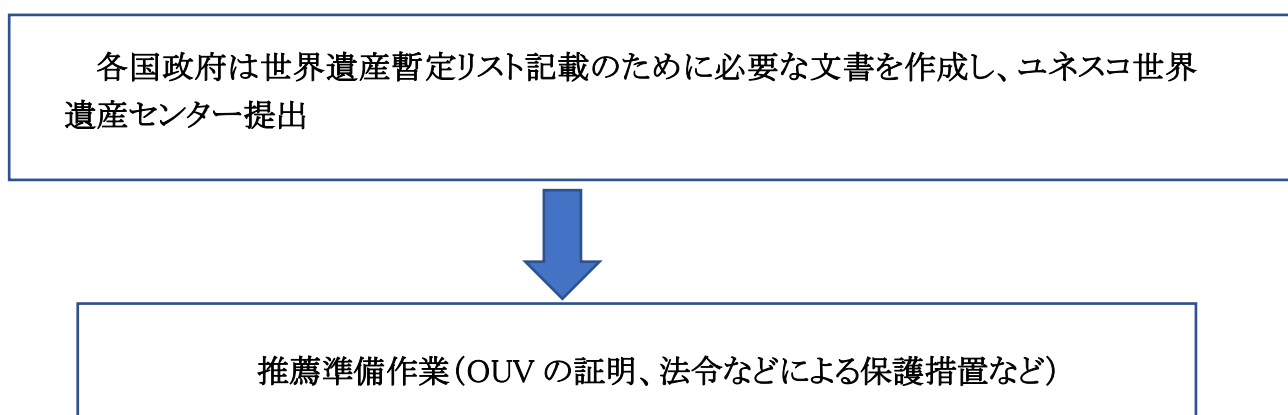 各国政府は世界遺産暫定リスト記載のために必要な文書を作成し、ユネスコ世界
遺産センター提出
推薦準備作業(OUV の証明、法令などによる保護措置など)